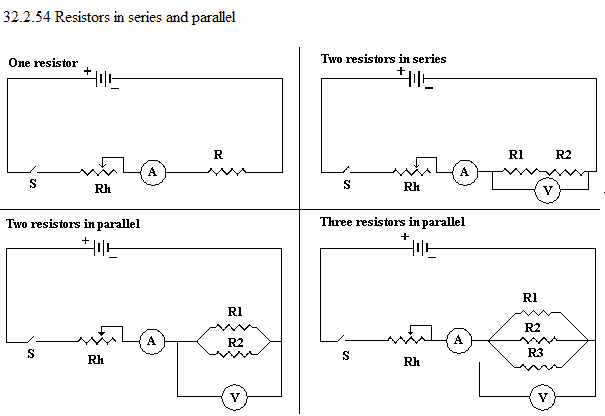 32.2.54 Resistors in series and parallel
One resistor
+
−
R
A
S
Rh
Two resistors in series
+
−
R1 R2
A
S
Rh
V
Two resistors in parallel
+
−
R1
A
R2
S
Rh
V
Three resistors in parallel
+
−
R1
R2
A
R3
S
Rh
V